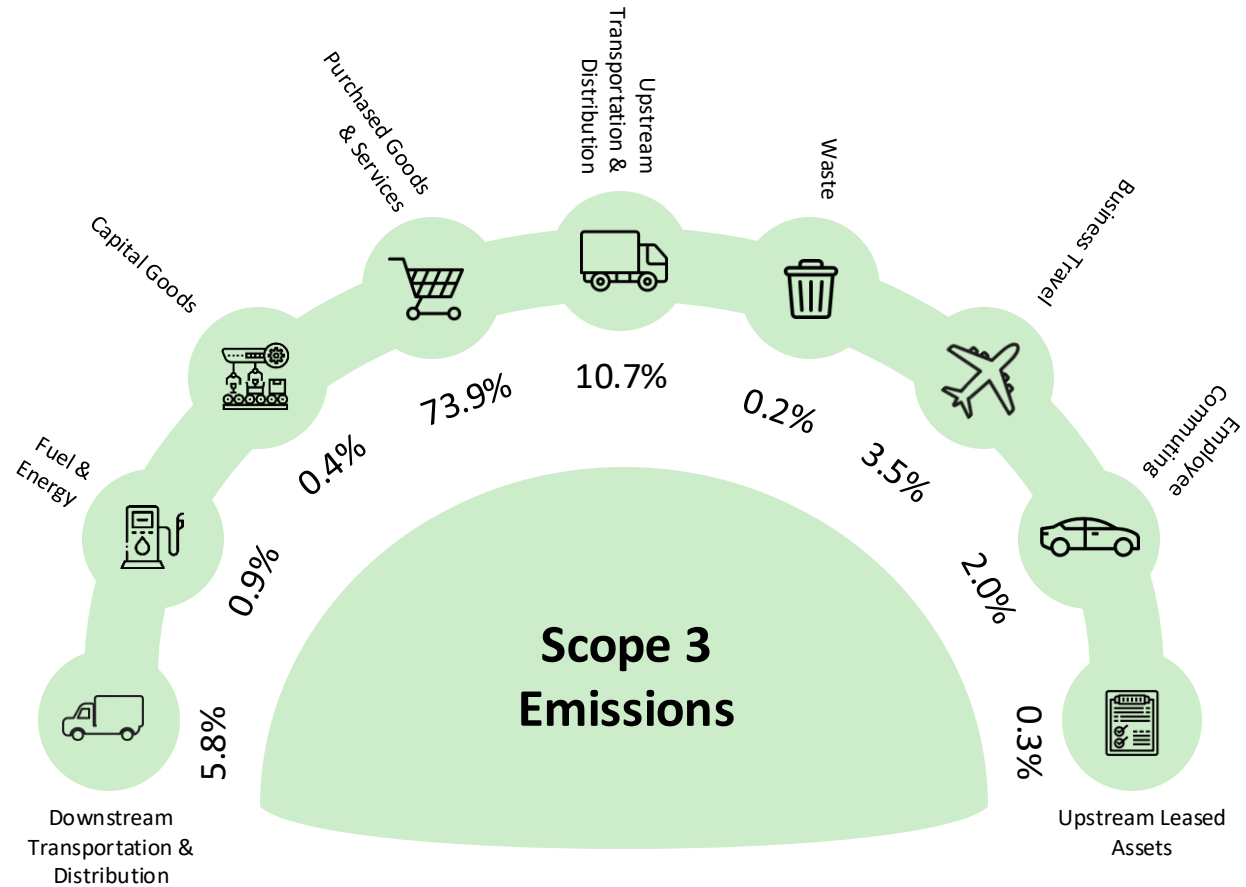 Upstream
Transportation &
Distribution
Purchased Goods
& Services
Waste
Business Travel
Capital Goods
Employee
Commuting
Fuel &
Energy
73.9%
10.7%
0.2%
0.4%
3.5%
0.9%
2.0%
5.8%
0.3%
Scope 3
Emissions
Downstream
Transportation &
Distribution
Upstream Leased
Assets